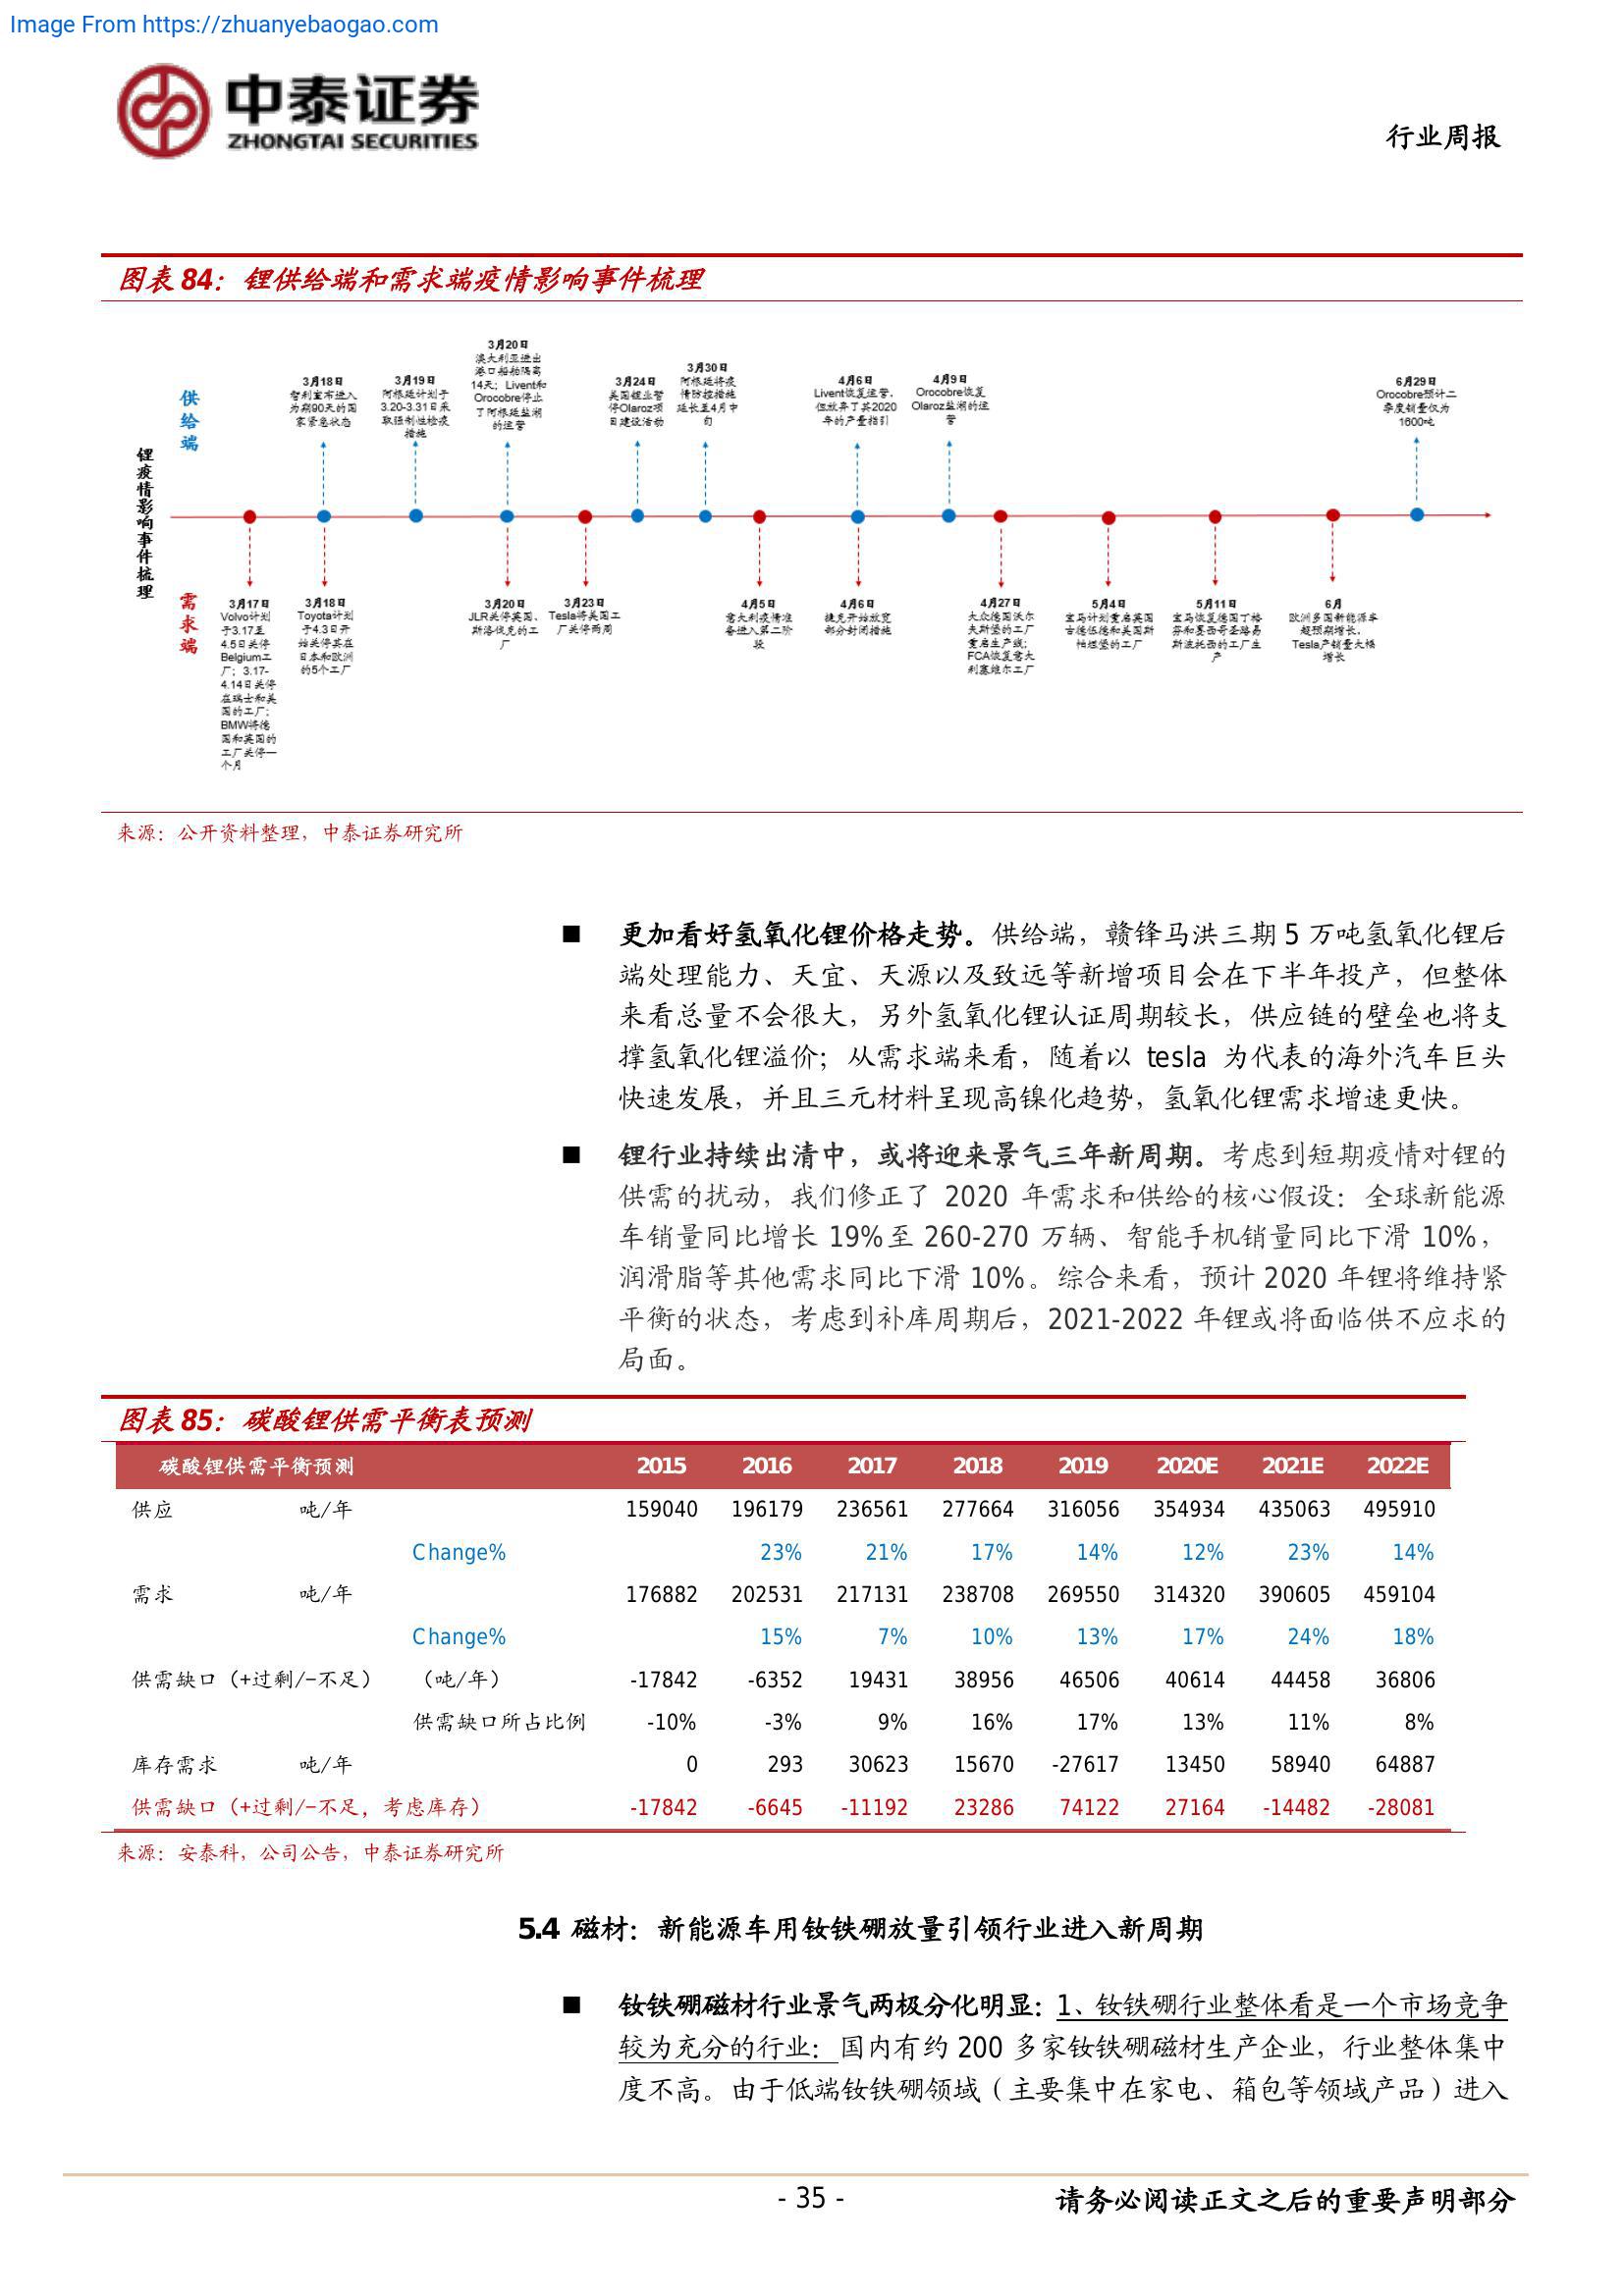 Image From https://zhuanyebaogao.com
中泰证券
ZHONGTAI SECURITIES
行业周报
图表 84：锂供给端和需求端疫情影响事件梳理
锂疫情影响事件梳理
供给端
3月18日
智利宣布进入
为期90天的国
家紧急状态
3月19日
阿根廷计划于
3.20-3.31日采
取强制性检疫
措施
3月20日
澳大利亚进出
港口船舶隔离
14天；Livent和
Orocobre停止
了阿根廷盐湖
的运营
3月24日
美国锂业暂
停Olaroz项
目建设活动
3月30日
阿根廷将疫
情防控措施
延长至4月中
旬
4月6日
Livent恢复运营，
但放弃了其2020
年的产量指引
4月9日
Orocobre恢复
Olaroz盐湖的运
营
6月29日
Orocobre预计二
季度销量仅为
1600吨
需求端
3月17日
Volvo计划
于3.17至
4.5日关停
Belgium工
厂；3.17-
4.14日关停
在瑞士和美
国的工厂；
BMW将德
国和英国的
工厂关停一
个月
3月18日
Toyota计划
于4.3日开
始关停其在
日本和欧洲
的5个工厂
3月20日
JLR关停英国、
斯洛伐克的工
厂
3月23日
Tesla将美国工
厂关停两周
4月5日
意大利疫情准
备进入第二阶
段
4月6日
捷克开始放宽
部分封闭措施
4月27日
大众德国沃尔
夫斯堡的工厂
重启生产线；
FCA恢复意大
利塞维尔工厂
5月4日
宝马计划重启英国
古德伍德和美国斯
帕坦堡的工厂
5月11日
宝马恢复德国丁格
芬和墨西哥圣路易
斯波托西的工厂生
产
6月
欧洲多国新能源车
超预期增长，
Tesla产销量大幅
增长
来源：公开资料整理，中泰证券研究所
■ 更加看好氢氧化锂价格走势。供给端，赣锋马洪三期 5 万吨氢氧化锂后
端处理能力、天宜、天源以及致远等新增项目会在下半年投产，但整体
来看总量不会很大，另外氢氧化锂认证周期较长，供应链的壁垒也将支
撑氢氧化锂溢价；从需求端来看，随着以 tesla 为代表的海外汽车巨头
快速发展，并且三元材料呈现高镍化趋势，氢氧化锂需求增速更快。
■ 锂行业持续出清中，或将迎来景气三年新周期。考虑到短期疫情对锂的
供需的扰动，我们修正了 2020 年需求和供给的核心假设：全球新能源
车销量同比增长 19%至 260-270 万辆、智能手机销量同比下滑 10%，
润滑脂等其他需求同比下滑 10%。综合来看，预计 2020 年锂将维持紧
平衡的状态，考虑到补库周期后，2021-2022 年锂或将面临供不应求的
局面。
图表 85：碳酸锂供需平衡表预测
碳酸锂供需平衡预测 2015 2016 2017 2018 2019 2020E 2021E 2022E
供应 吨/年 159040 196179 236561 277664 316056 354934 435063 495910
Change% 23% 21% 17% 14% 12% 23% 14%
需求 吨/年 176882 202531 217131 238708 269550 314320 390605 459104
Change% 15% 7% 10% 13% 17% 24% 18%
供需缺口（+过剩/-不足） （吨/年） -17842 -6352 19431 38956 46506 40614 44458 36806
供需缺口所占比例 -10% -3% 9% 16% 17% 13% 11% 8%
库存需求 吨/年 0 293 30623 15670 -27617 13450 58940 64887
供需缺口（+过剩/-不足，考虑库存） -17842 -6645 -11192 23286 74122 27164 -14482 -28081
来源：安泰科，公司公告，中泰证券研究所
5.4 磁材：新能源车用钕铁硼放量引领行业进入新周期
■ 钕铁硼磁材行业景气两极分化明显：1、钕铁硼行业整体看是一个市场竞争
较为充分的行业：国内有约 200 多家钕铁硼磁材生产企业，行业整体集中
度不高。由于低端钕铁硼领域（主要集中在家电、箱包等领域产品）进入
- 35 -
请务必阅读正文之后的重要声明部分